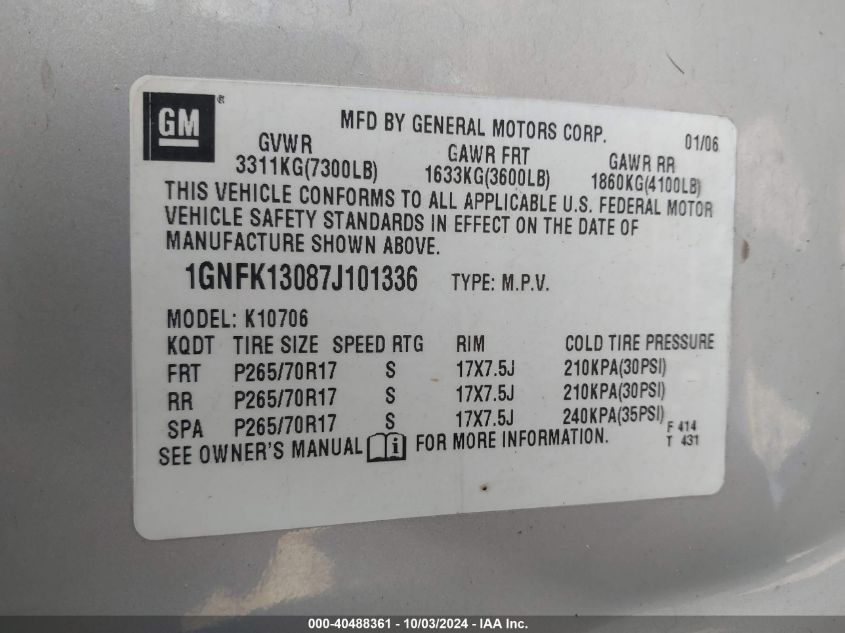 GM ®
MFD BY GENERAL MOTORS CORP. 01/06
GVWR GAWR FRT GAWR RR
3311KG(7300LB) 1633KG(3600LB) 1860KG(4100LB)
THIS VEHICLE CONFORMS TO ALL APPLICABLE U.S. FEDERAL MOTOR
VEHICLE SAFETY STANDARDS IN EFFECT ON THE DATE OF
MANUFACTURE SHOWN ABOVE.
1GNFK13087J101336 TYPE: M.P.V.
MODEL: K10706
KQDT TIRE SIZE SPEED RTG RIM COLD TIRE PRESSURE
FRT P265/70R17 S 17X7.5J 210KPA(30PSI)
RR P265/70R17 S 17X7.5J 210KPA(30PSI)
SPA P265/70R17 S 17X7.5J 240KPA(35PSI)
SEE OWNER'S MANUAL i FOR MORE INFORMATION.
F 414
T 431
000-40488361 - 10/03/2024 - IAA Inc.